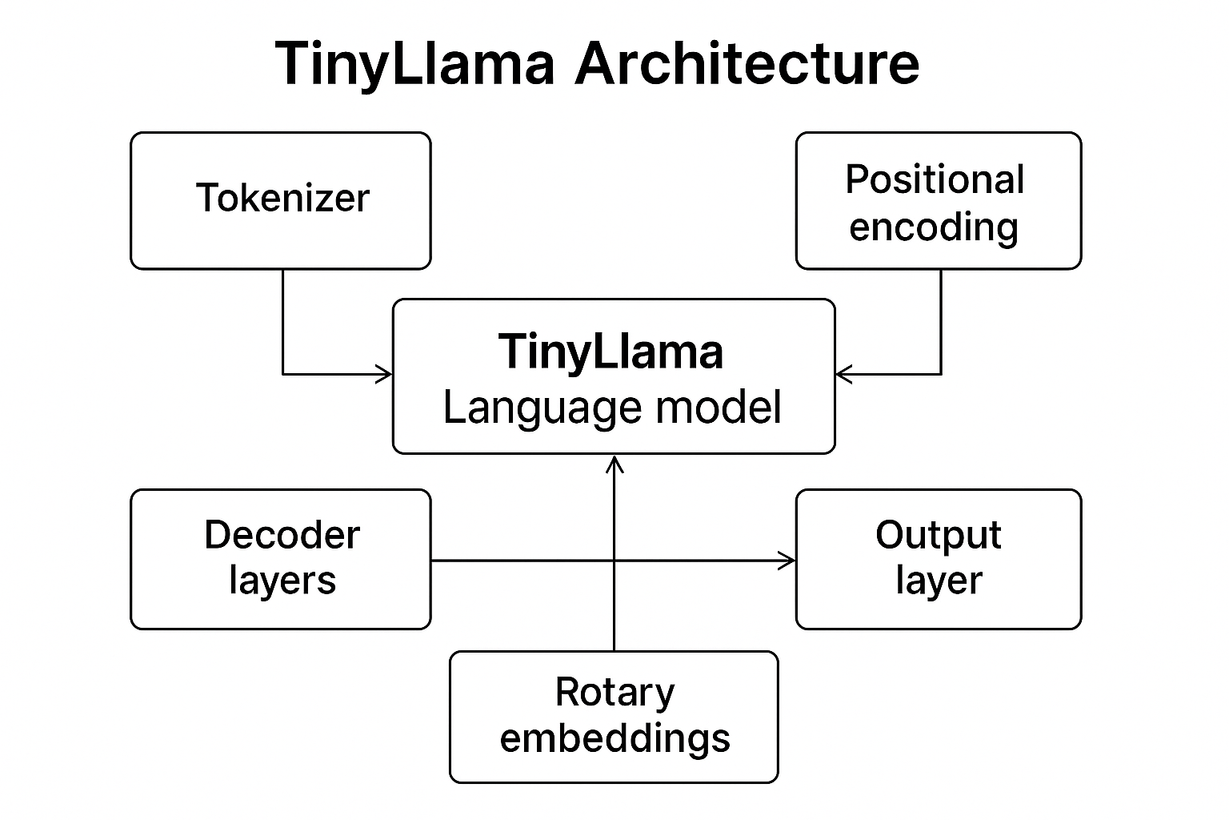 TinyLlama Architecture
Tokenizer
Positional
encoding
TinyLlama
Language model
Decoder
layers
Output
layer
Rotary
embeddings